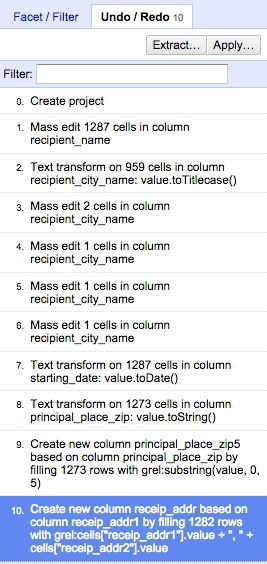 Facet / Filter Undo / Redo 10
Extract... Apply...
Filter:
0. Create project
1. Mass edit 1287 cells in column
recipient_name
2. Text transform on 959 cells in column
recipient_city_name: value.toTitlecase()
3. Mass edit 2 cells in column
recipient_city_name
4. Mass edit 1 cells in column
recipient_city_name
5. Mass edit 1 cells in column
recipient_city_name
6. Mass edit 1 cells in column
recipient_city_name
7. Text transform on 1287 cells in column
starting_date: value.toDate()
8. Text transform on 1273 cells in column
principal_place_zip: value.toString()
9. Create new column principal_place_zip5
based on column principal_place_zip by
filling 1273 rows with grel:substring(value, 0,
5)
10. Create new column receip_addr based on
column receip_addr1 by filling 1282 rows
with grel:cells["receip_addr1"].value + ", " +
cells["receip_addr2"].value